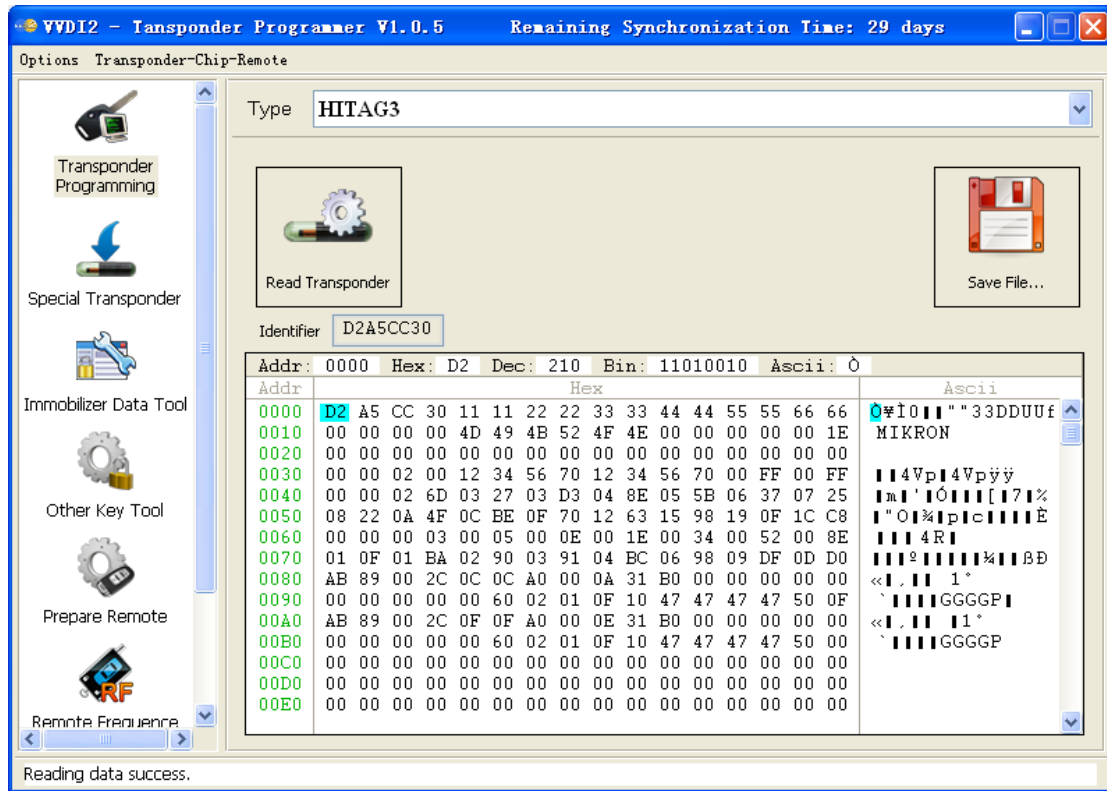 VVDI2 - Tansponder Programmer V1.0.5 Remaining Synchronization Time: 29 days
Options Transponder-Chip-Remote
Type HITAG3
Transponder
Programming
Special Transponder
Immobilizer Data Tool
Other Key Tool
Prepare Remote
RF
Remote Frequence
Read Transponder
Save File...
Identifier D2A5CC30
Addr: 0000 Hex: D2 Dec: 210 Bin: 11010010 Ascii: Ò
Addr Hex Ascii
0000 D2 A5 CC 30 11 11 22 22 33 33 44 44 55 55 66 66 Ò¥Ì0▮▮""33DDUUf
0010 00 00 00 00 4D 49 4B 52 4F 4E 00 00 00 00 00 1E MIKRON
0020 00 00 00 00 00 00 00 00 00 00 00 00 00 00 00 00
0030 00 00 02 00 12 34 56 70 12 34 56 70 00 FF 00 FF ▮▮4Vp▮4Vpÿÿ
0040 00 00 02 6D 03 27 03 D3 04 8E 05 5B 06 37 07 25 ▮m▮'▮Ó▮▮▮[▮7▮%
0050 08 22 0A 4F 0C BE 0F 70 12 63 15 98 19 0F 1C C8 ▮"O▮¾▮p▮c▮▮▮▮È
0060 00 00 00 03 00 05 00 0E 00 1E 00 34 00 52 00 8E ▮▮▮4R▮
0070 01 0F 01 BA 02 90 03 91 04 BC 06 98 09 DF 0D D0 ▮▮▮º▮▮▮▮▮¼▮▮ßÐ
0080 AB 89 00 2C 0C 0C A0 00 0A 31 B0 00 00 00 00 00 «▮,▮▮ 1°
0090 00 00 00 00 00 60 02 01 0F 10 47 47 47 47 50 0F `▮▮▮▮GGGGP▮
00A0 AB 89 00 2C 0F 0F A0 00 0E 31 B0 00 00 00 00 00 «▮,▮▮ ▮1°
00B0 00 00 00 00 00 60 02 01 0F 10 47 47 47 47 50 00 `▮▮▮▮GGGGP
00C0 00 00 00 00 00 00 00 00 00 00 00 00 00 00 00 00
00D0 00 00 00 00 00 00 00 00 00 00 00 00 00 00 00 00
00E0 00 00 00 00 00 00 00 00 00 00 00 00 00 00 00 00
Reading data success.